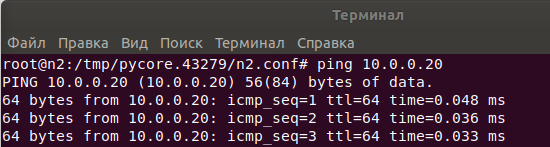 Терминал
Файл Правка Вид Поиск Терминал Справка
root@n2:/tmp/pycore.43279/n2.conf# ping 10.0.0.20
PING 10.0.0.20 (10.0.0.20) 56(84) bytes of data.
64 bytes from 10.0.0.20: icmp_seq=1 ttl=64 time=0.048 ms
64 bytes from 10.0.0.20: icmp_seq=2 ttl=64 time=0.036 ms
64 bytes from 10.0.0.20: icmp_seq=3 ttl=64 time=0.033 ms